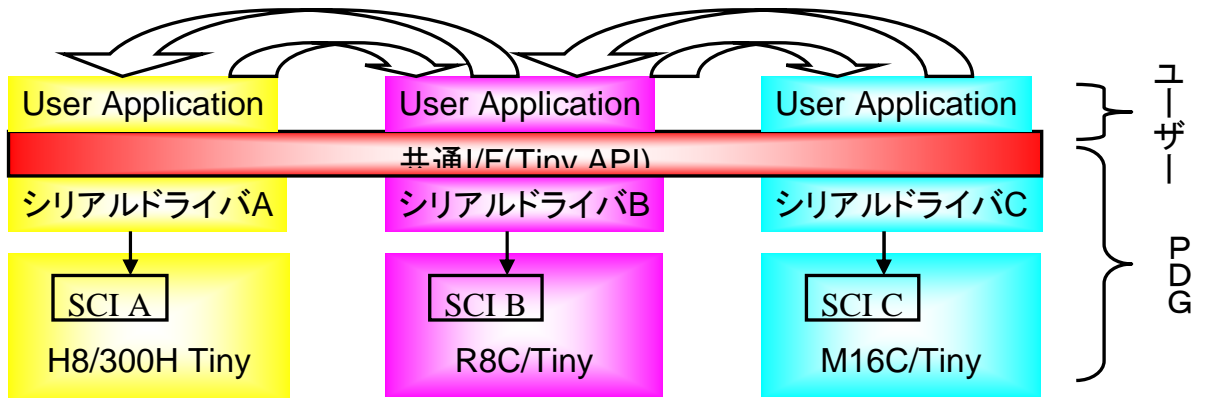 User Application
User Application
User Application
ユーザー
共通I/F(Tiny API)
シリアルドライバA
シリアルドライバB
シリアルドライバC
PDG
SCI A
SCI B
SCI C
H8/300H Tiny
R8C/Tiny
M16C/Tiny